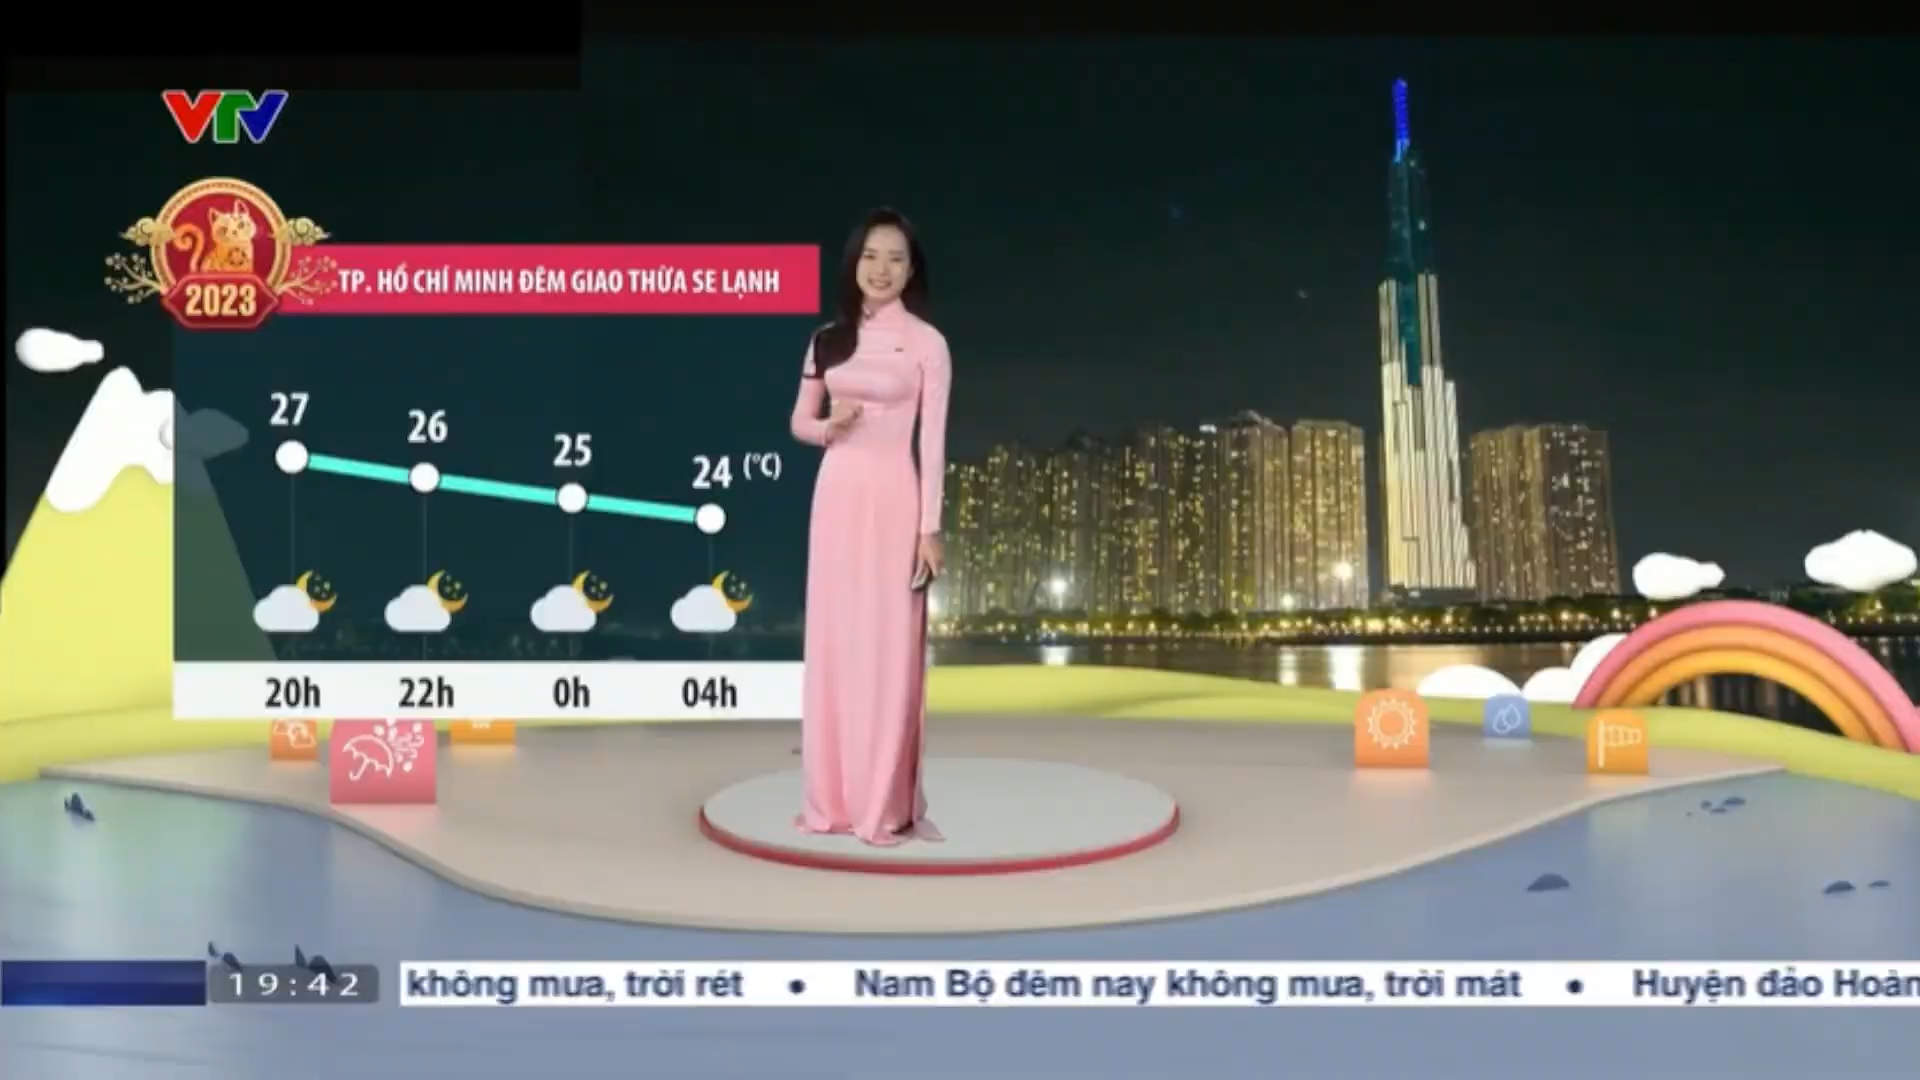 VTV
2023
TP. HỒ CHÍ MINH ĐÊM GIAO THỪA SE LẠNH
27
26
25
24 (°C)
20h
22h
0h
04h
19:42
không mưa, trời rét • Nam Bộ đêm nay không mưa, trời mát • Huyện đảo Hoàn